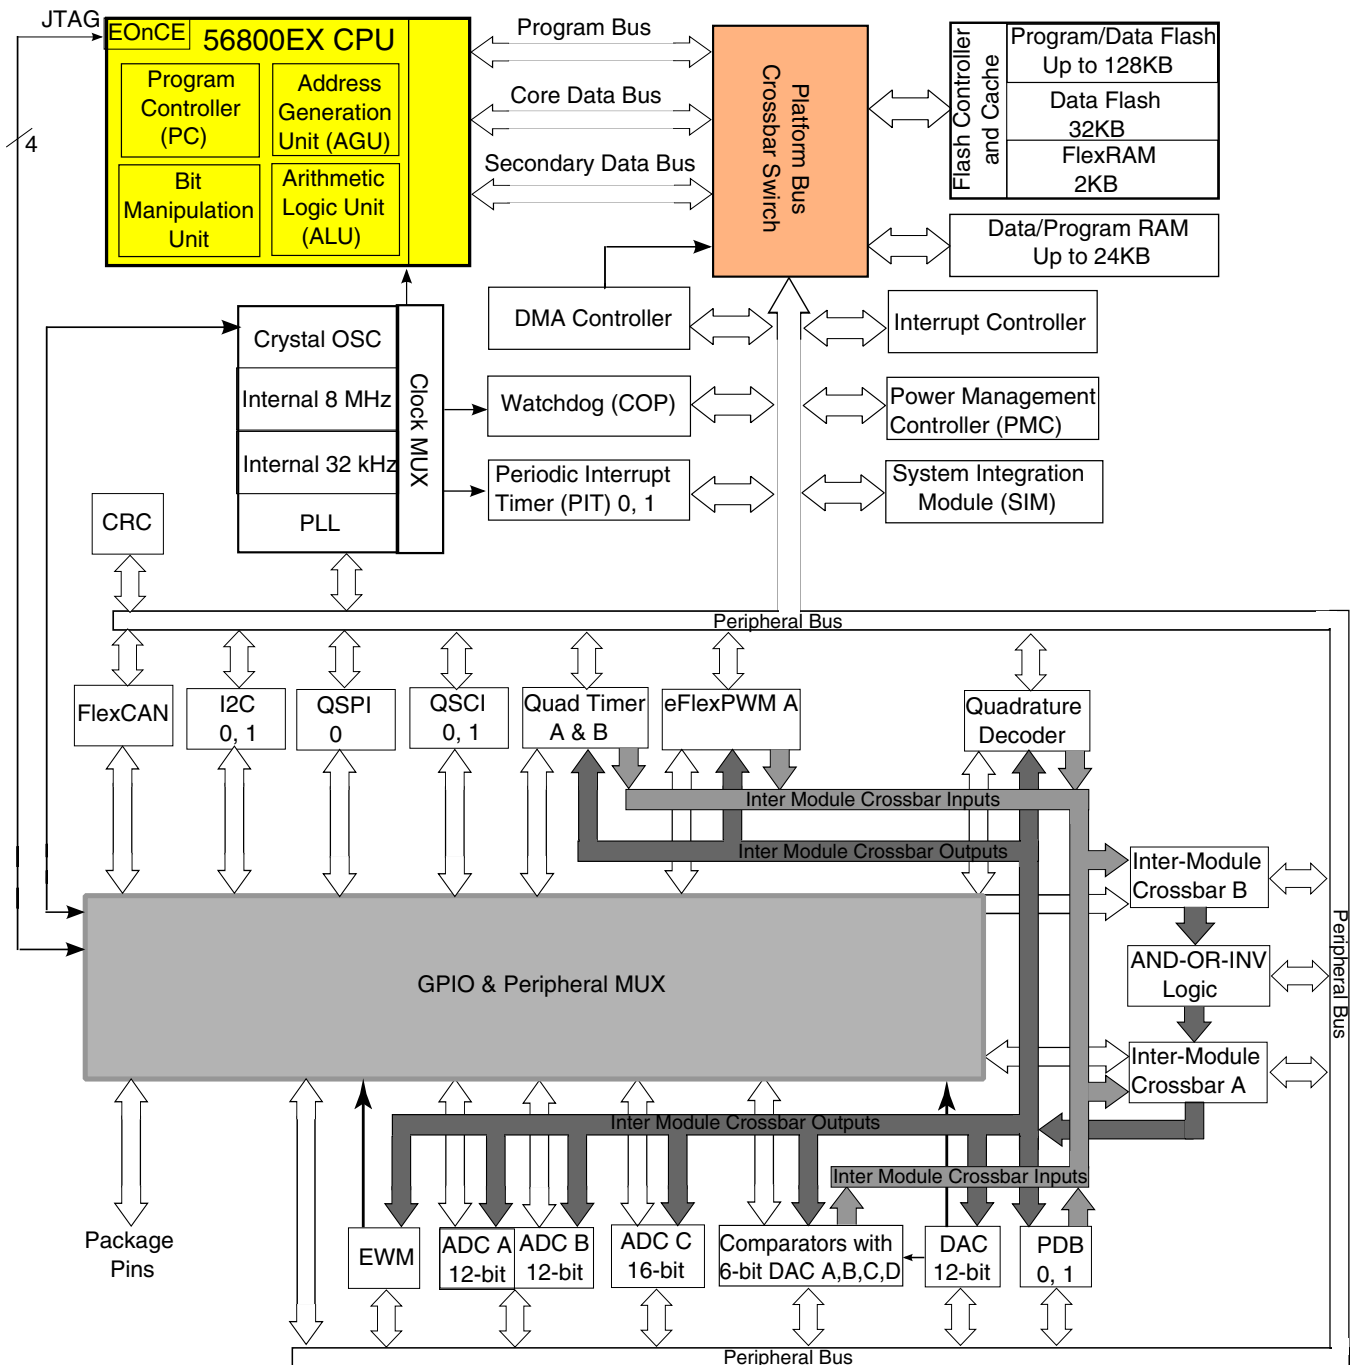 JTAG
EOnCE
56800EX CPU
Program
Controller
(PC)
Address
Generation
Unit (AGU)
Bit
Manipulation
Unit
Arithmetic
Logic Unit
(ALU)
4
Program Bus
Core Data Bus
Secondary Data Bus
Platform Bus
Crossbar Swirch
Flash Controller
and Cache
Program/Data Flash
Up to 128KB
Data Flash
32KB
FlexRAM
2KB
Data/Program RAM
Up to 24KB
Crystal OSC
Internal 8 MHz
Internal 32 kHz
PLL
Clock MUX
DMA Controller
Watchdog (COP)
Periodic Interrupt
Timer (PIT) 0, 1
Interrupt Controller
Power Management
Controller (PMC)
System Integration
Module (SIM)
CRC
Peripheral Bus
FlexCAN
I2C
0, 1
QSPI
0
QSCI
0, 1
Quad Timer
A & B
eFlexPWM A
Quadrature
Decoder
Inter Module Crossbar Inputs
Inter Module Crossbar Outputs
Inter-Module
Crossbar B
AND-OR-INV
Logic
Inter-Module
Crossbar A
Peripheral Bus
GPIO & Peripheral MUX
Inter Module Crossbar Outputs
Inter Module Crossbar Inputs
Package
Pins
EWM
ADC A
12-bit
ADC B
12-bit
ADC C
16-bit
Comparators with
6-bit DAC A,B,C,D
DAC
12-bit
PDB
0, 1
Peripheral Bus